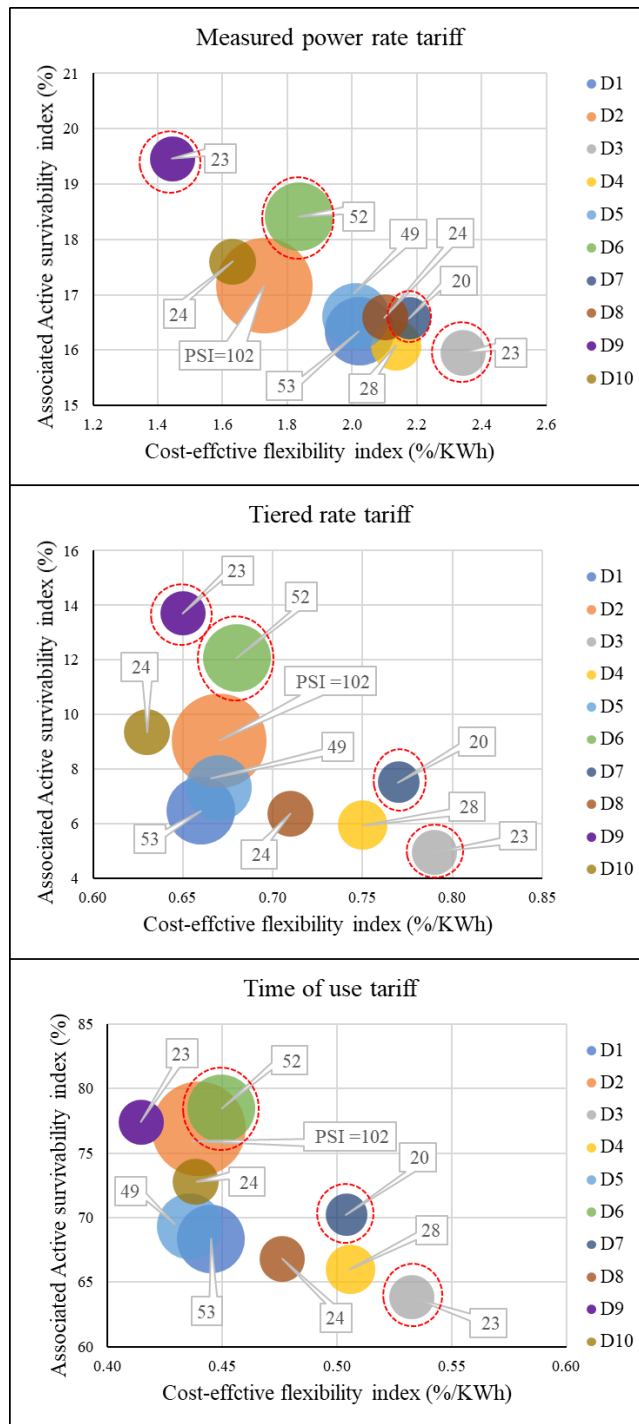 Measured power rate tariff
Associated Active survivability index (%)
21
20
19
18
17
16
15
1.2
1.4
1.6
1.8
2.0
2.2
2.4
2.6
Cost-effctive flexibility index (%/KWh)
23
52
49
24
20
24
PSI=102
53
28
23
D1
D2
D3
D4
D5
D6
D7
D8
D9
D10
Tiered rate tariff
Associated Active survivability index (%)
16
14
12
10
8
6
4
0.60
0.65
0.70
0.75
0.80
0.85
Cost-effctive flexibility index (%/KWh)
23
52
24
PSI =102
49
20
28
53
24
23
D1
D2
D3
D4
D5
D6
D7
D8
D9
D10
Time of use tariff
Associated Active survivability index (%)
85
80
75
70
65
60
0.40
0.45
0.50
0.55
0.60
Cost-effctive flexibility index (%/KWh)
23
52
PSI =102
20
24
49
28
53
24
23
D1
D2
D3
D4
D5
D6
D7
D8
D9
D10